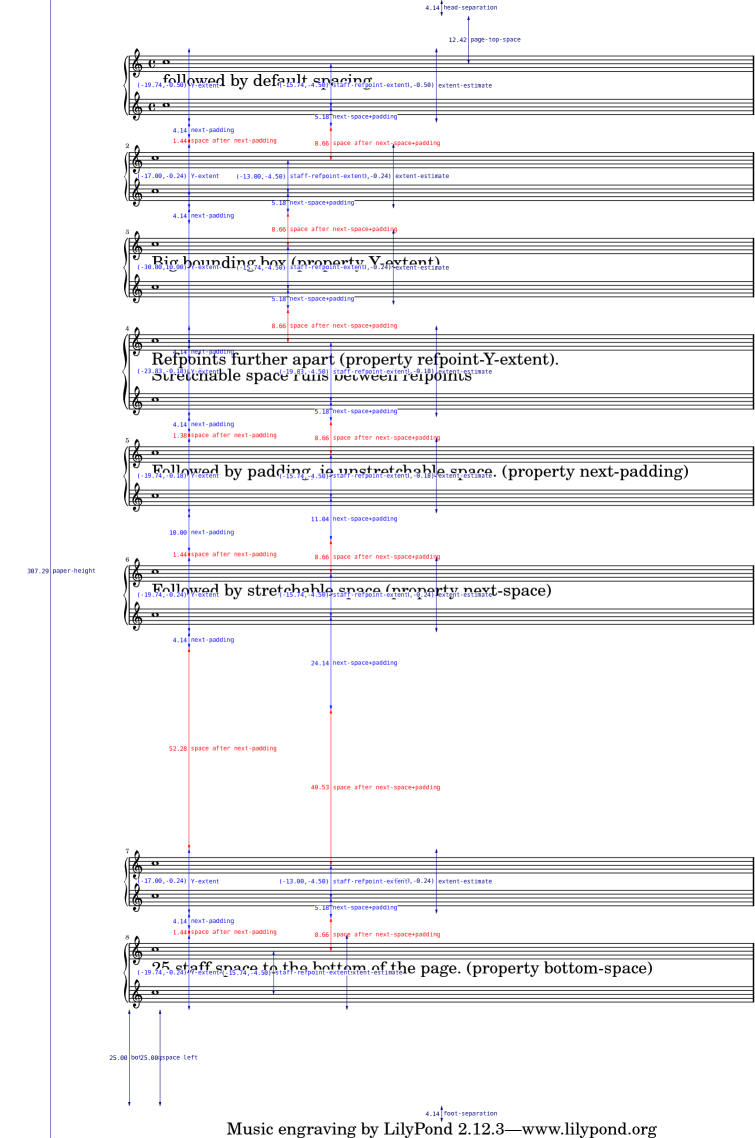 4.14 head-separation
12.42 page-top-space
followed by default spacing
(-19.74,-0.50) Y-extent (-15.74,-4.50) staff-refpoint-extent ,-0.50) extent-estimate
5.18 next-space+padding
4.14 next-padding
1.44 space after next-padding
8.66 space after next-space+padding
2
(-17.00,-0.24) Y-extent (-13.00,-4.50) staff-refpoint-extent ,-0.24) extent-estimate
5.18 next-space+padding
4.14 next-padding
8.66 space after next-space+padding
3
Big bounding box (property Y-extent)
(-30.00,10.00) Y-extent (-15.74,-4.50) staff-refpoint-extent ,-0.24) extent-estimate
5.18 next-space+padding
8.66 space after next-space+padding
4
4.14 next-padding
Refpoints further apart (property refpoint-Y-extent).
(-23.83,-0.18) Y-extent (-19.83,-4.50) staff-refpoint-extent ,-0.18) extent-estimate
Stretchable space runs between refpoints
5.18 next-space+padding
4.14 next-padding
1.38 space after next-padding
8.66 space after next-space+padding
5
Followed by padding, ie unstretchable space. (property next-padding)
(-19.74,-0.18) Y-extent (-15.74,-4.50) staff-refpoint-extent ,-0.18) extent-estimate
11.04 next-space+padding
10.00 next-padding
1.44 space after next-padding
8.66 space after next-space+padding
6
307.29 paper-height
Followed by stretchable space (property next-space)
(-19.74,-0.24) Y-extent (-15.74,-4.50) staff-refpoint-extent ,-0.24) extent-estimate
4.14 next-padding
24.14 next-space+padding
52.28 space after next-padding
40.53 space after next-space+padding
7
(-17.00,-0.24) Y-extent (-13.00,-4.50) staff-refpoint-extent ,-0.24) extent-estimate
5.18 next-space+padding
4.14 next-padding
1.44 space after next-padding
8.66 space after next-space+padding
8
25 staff space to the bottom of the page. (property bottom-space)
(-19.74,-0.24) Y-extent (-15.74,-4.50) staff-refpoint-extent extent-estimate
25.00 25.00 space left
4.14 foot-separation
Music engraving by LilyPond 2.12.3—www.lilypond.org